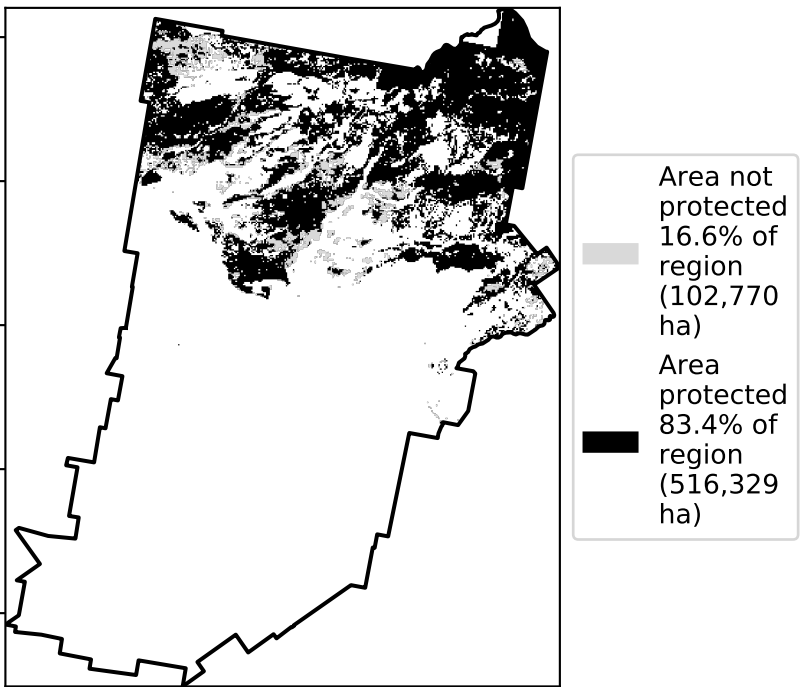 Area not
protected
16.6% of
region
(102,770
ha)
Area
protected
83.4% of
region
(516,329
ha)